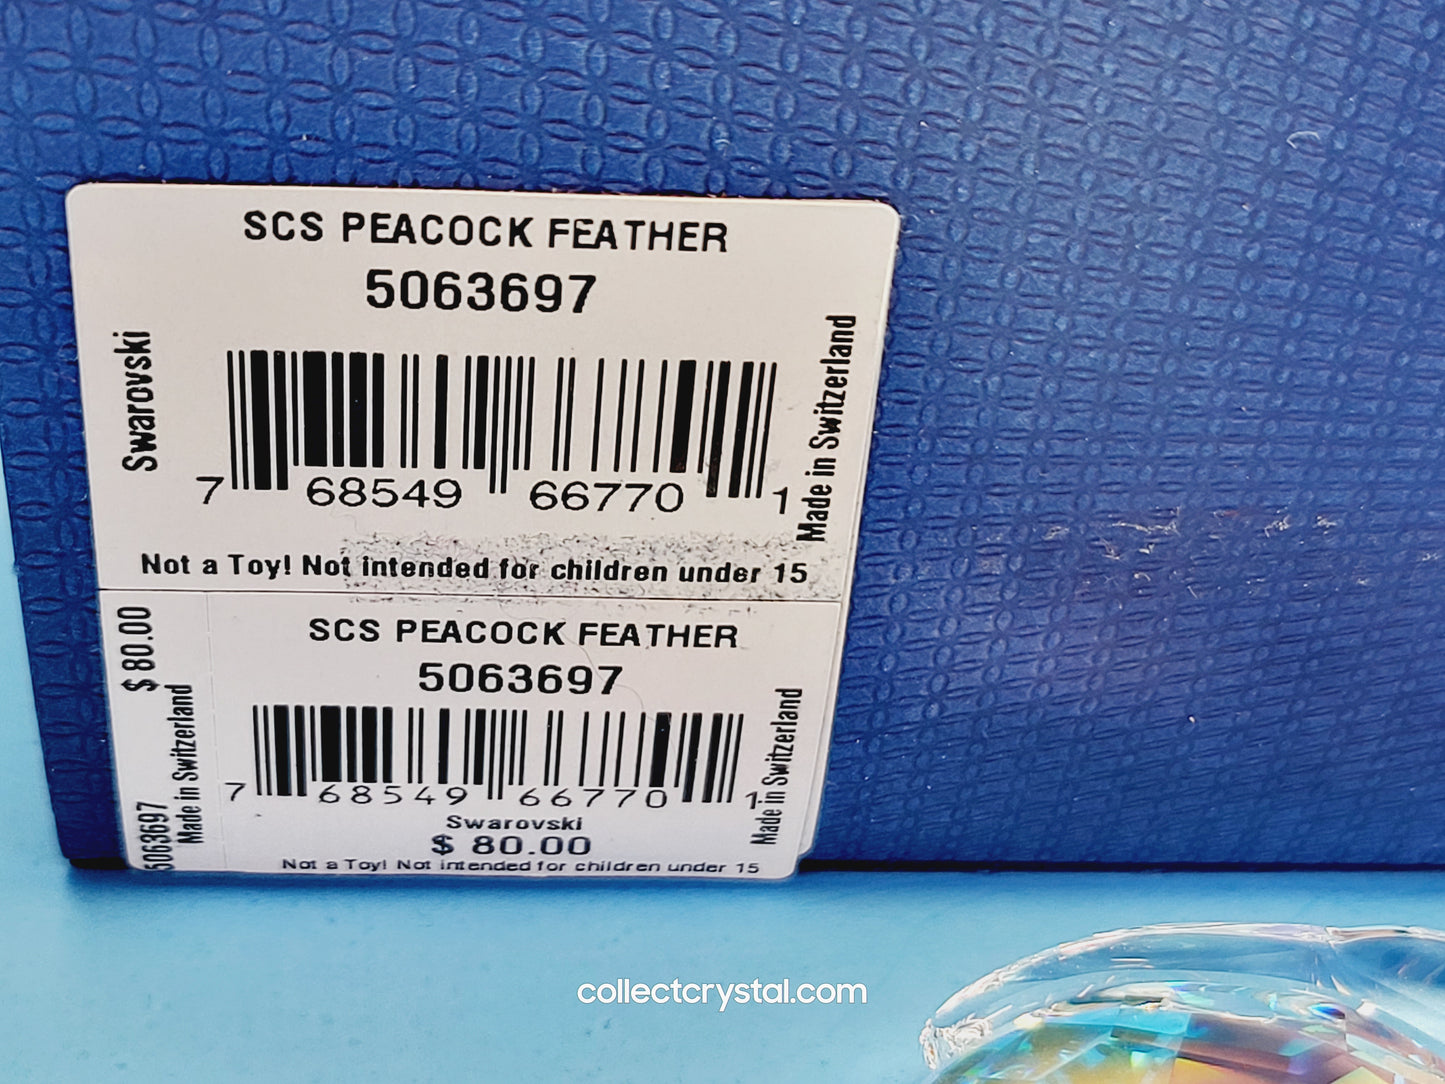 SCS PEACOCK FEATHER
5063697
Swarovski
Made in Switzerland
7 68549 66770 1
Not a Toy! Not intended for children under 15
$ 80.00
Made in Switzerland
5063697
SCS PEACOCK FEATHER
5063697
7 68549 66770 1
Made in Switzerland
Swarovski
$ 80.00
Not a Toy! Not intended for children under 15
collectcrystal.com